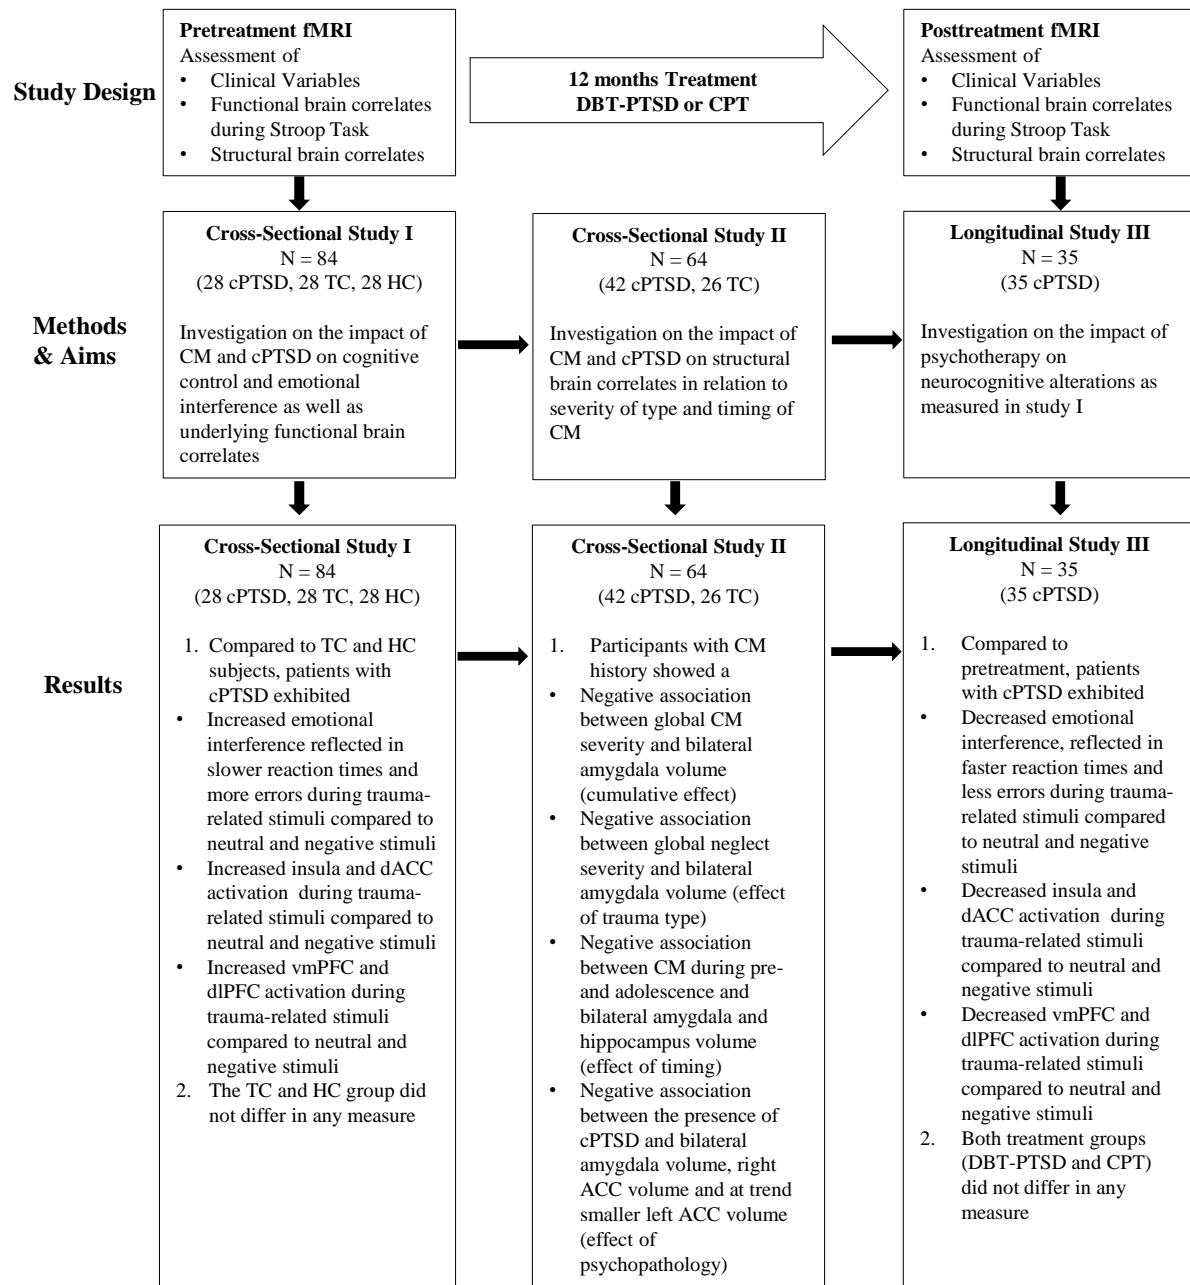 Study Design
Pretreatment fMRI
Assessment of
• Clinical Variables
• Functional brain correlates
during Stroop Task
• Structural brain correlates
12 months Treatment
DBT-PTSD or CPT
Posttreatment fMRI
Assessment of
• Clinical Variables
• Functional brain correlates
during Stroop Task
• Structural brain correlates
Methods
& Aims
Cross-Sectional Study I
N = 84
(28 cPTSD, 28 TC, 28 HC)
Investigation on the impact of
CM and cPTSD on cognitive
control and emotional
interference as well as
underlying functional brain
correlates
Cross-Sectional Study II
N = 64
(42 cPTSD, 26 TC)
Investigation on the impact of
CM and cPTSD on structural
brain correlates in relation to
severity of type and timing of
CM
Longitudinal Study III
N = 35
(35 cPTSD)
Investigation on the impact of
psychotherapy on
neurocognitive alterations as
measured in study I
Results
Cross-Sectional Study I
N = 84
(28 cPTSD, 28 TC, 28 HC)
1. Compared to TC and HC
subjects, patients with
cPTSD exhibited
• Increased emotional
interference reflected in
slower reaction times and
more errors during trauma-
related stimuli compared to
neutral and negative stimuli
• Increased insula and dACC
activation during trauma-
related stimuli compared to
neutral and negative stimuli
• Increased vmPFC and
dlPFC activation during
trauma-related stimuli
compared to neutral and
negative stimuli
2. The TC and HC group did
not differ in any measure
Cross-Sectional Study II
N = 64
(42 cPTSD, 26 TC)
1. Participants with CM
history showed a
• Negative association
between global CM
severity and bilateral
amygdala volume
(cumulative effect)
• Negative association
between global neglect
severity and bilateral
amygdala volume (effect
of trauma type)
• Negative association
between CM during pre-
and adolescence and
bilateral amygdala and
hippocampus volume
(effect of timing)
• Negative association
between the presence of
cPTSD and bilateral
amygdala volume, right
ACC volume and at trend
smaller left ACC volume
(effect of
psychopathology)
Longitudinal Study III
N = 35
(35 cPTSD)
1. Compared to
pretreatment, patients
with cPTSD exhibited
• Decreased emotional
interference, reflected in
faster reaction times and
less errors during trauma-
related stimuli compared
to neutral and negative
stimuli
• Decreased insula and
dACC activation during
trauma-related stimuli
compared to neutral and
negative stimuli
• Decreased vmPFC and
dlPFC activation during
trauma-related stimuli
compared to neutral and
negative stimuli
2. Both treatment groups
(DBT-PTSD and CPT)
did not differ in any
measure